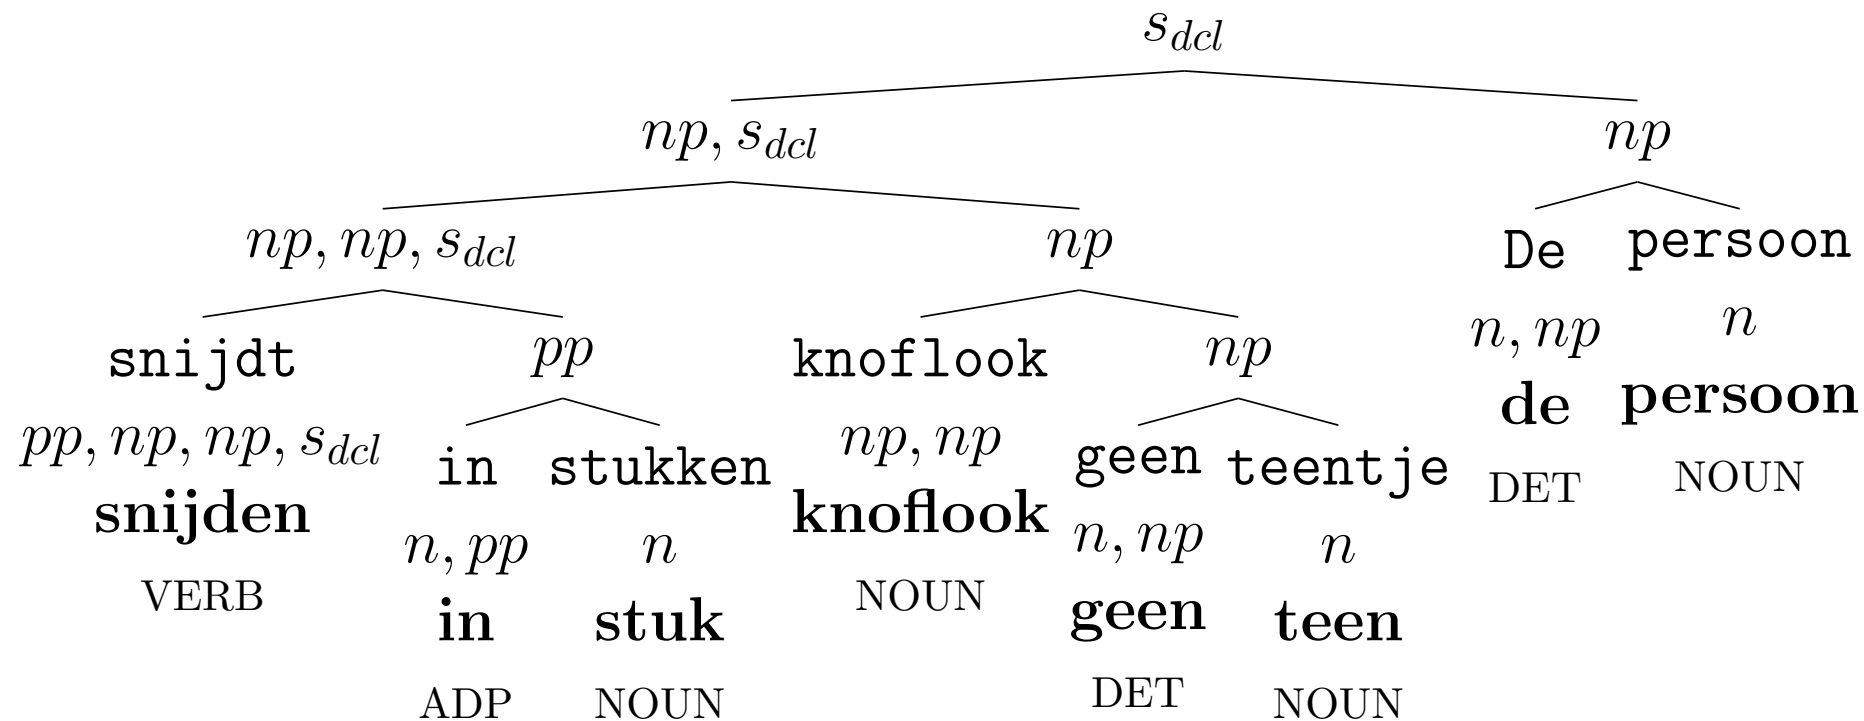 s_dcl
np, s_dcl np
np, np, s_dcl np De persoon
n, np n
de persoon
DET NOUN
snijdt pp knoflook np
pp, np, np, s_dcl np, np
snijden knoflook
VERB NOUN
in stukken geen teentje
n, pp n n, np n
in stuk geen teen
ADP NOUN DET NOUN